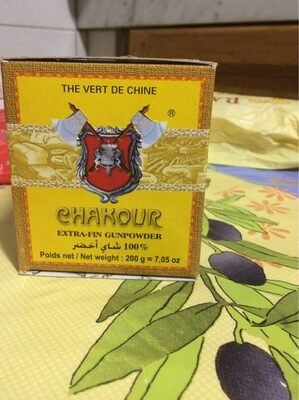 THE VERT DE CHINE
®
CHAKOUR
EXTRA-FIN GUNPOWDER
شاي أخضر 100%
Poids net / Net weight : 200 g ≈ 7,05 oz